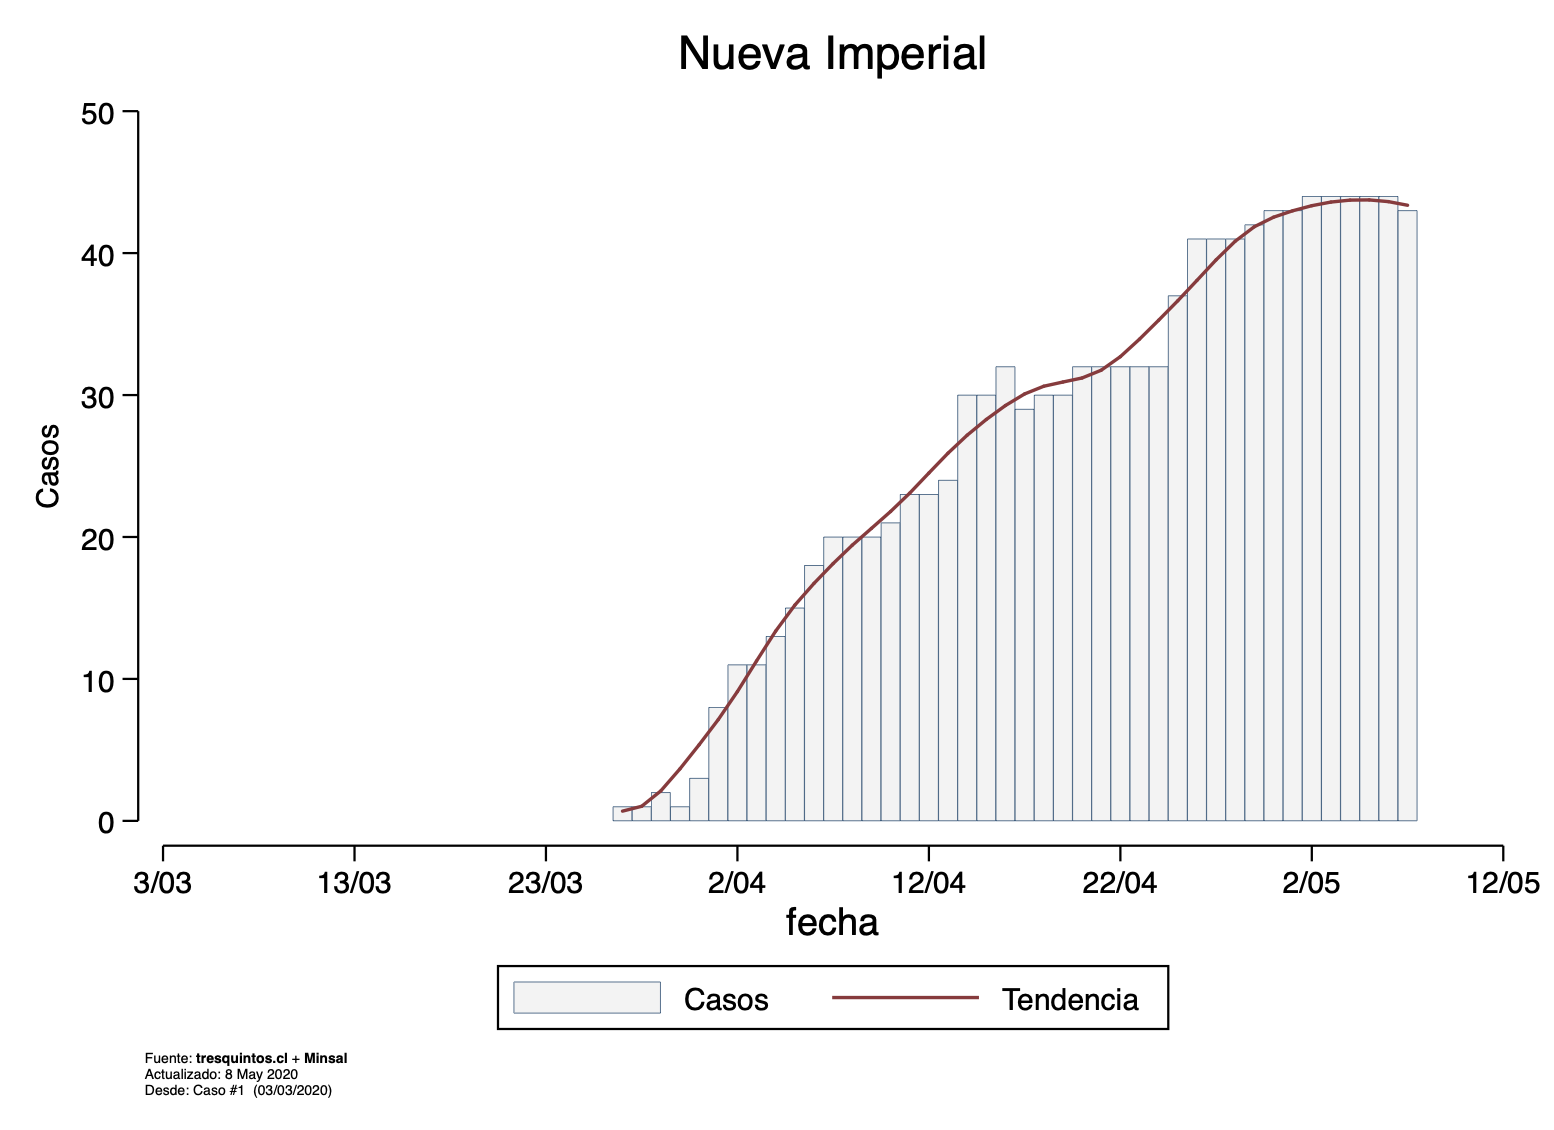 Nueva Imperial
50
40
30
20
10
0
Casos
3/03 13/03 23/03 2/04 12/04 22/04 2/05 12/05
fecha
Casos Tendencia
Fuente: tresquintos.cl + Minsal
Actualizado: 8 May 2020
Desde: Caso #1 (03/03/2020)